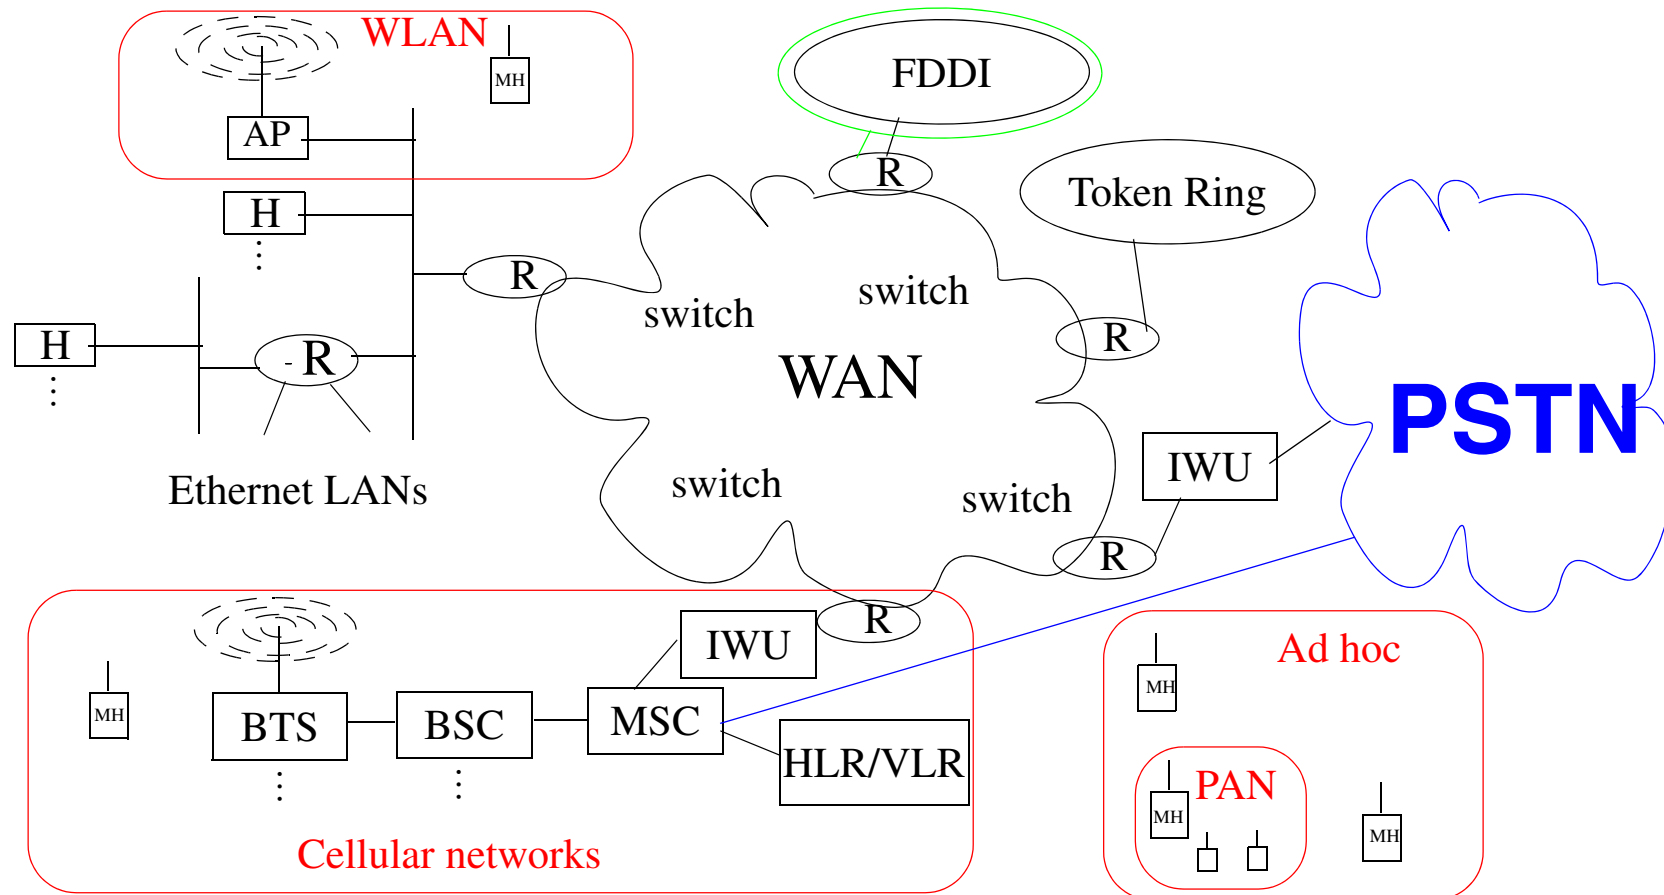 WLAN
MH
AP
H
R
H
- R
Ethernet LANs
FDDI
R
Token Ring
R
switch
switch
WAN
switch
switch
PSTN
IWU
R
R
IWU
MH
BTS
BSC
MSC
HLR/VLR
Cellular networks
Ad hoc
MH
PAN
MH
MH